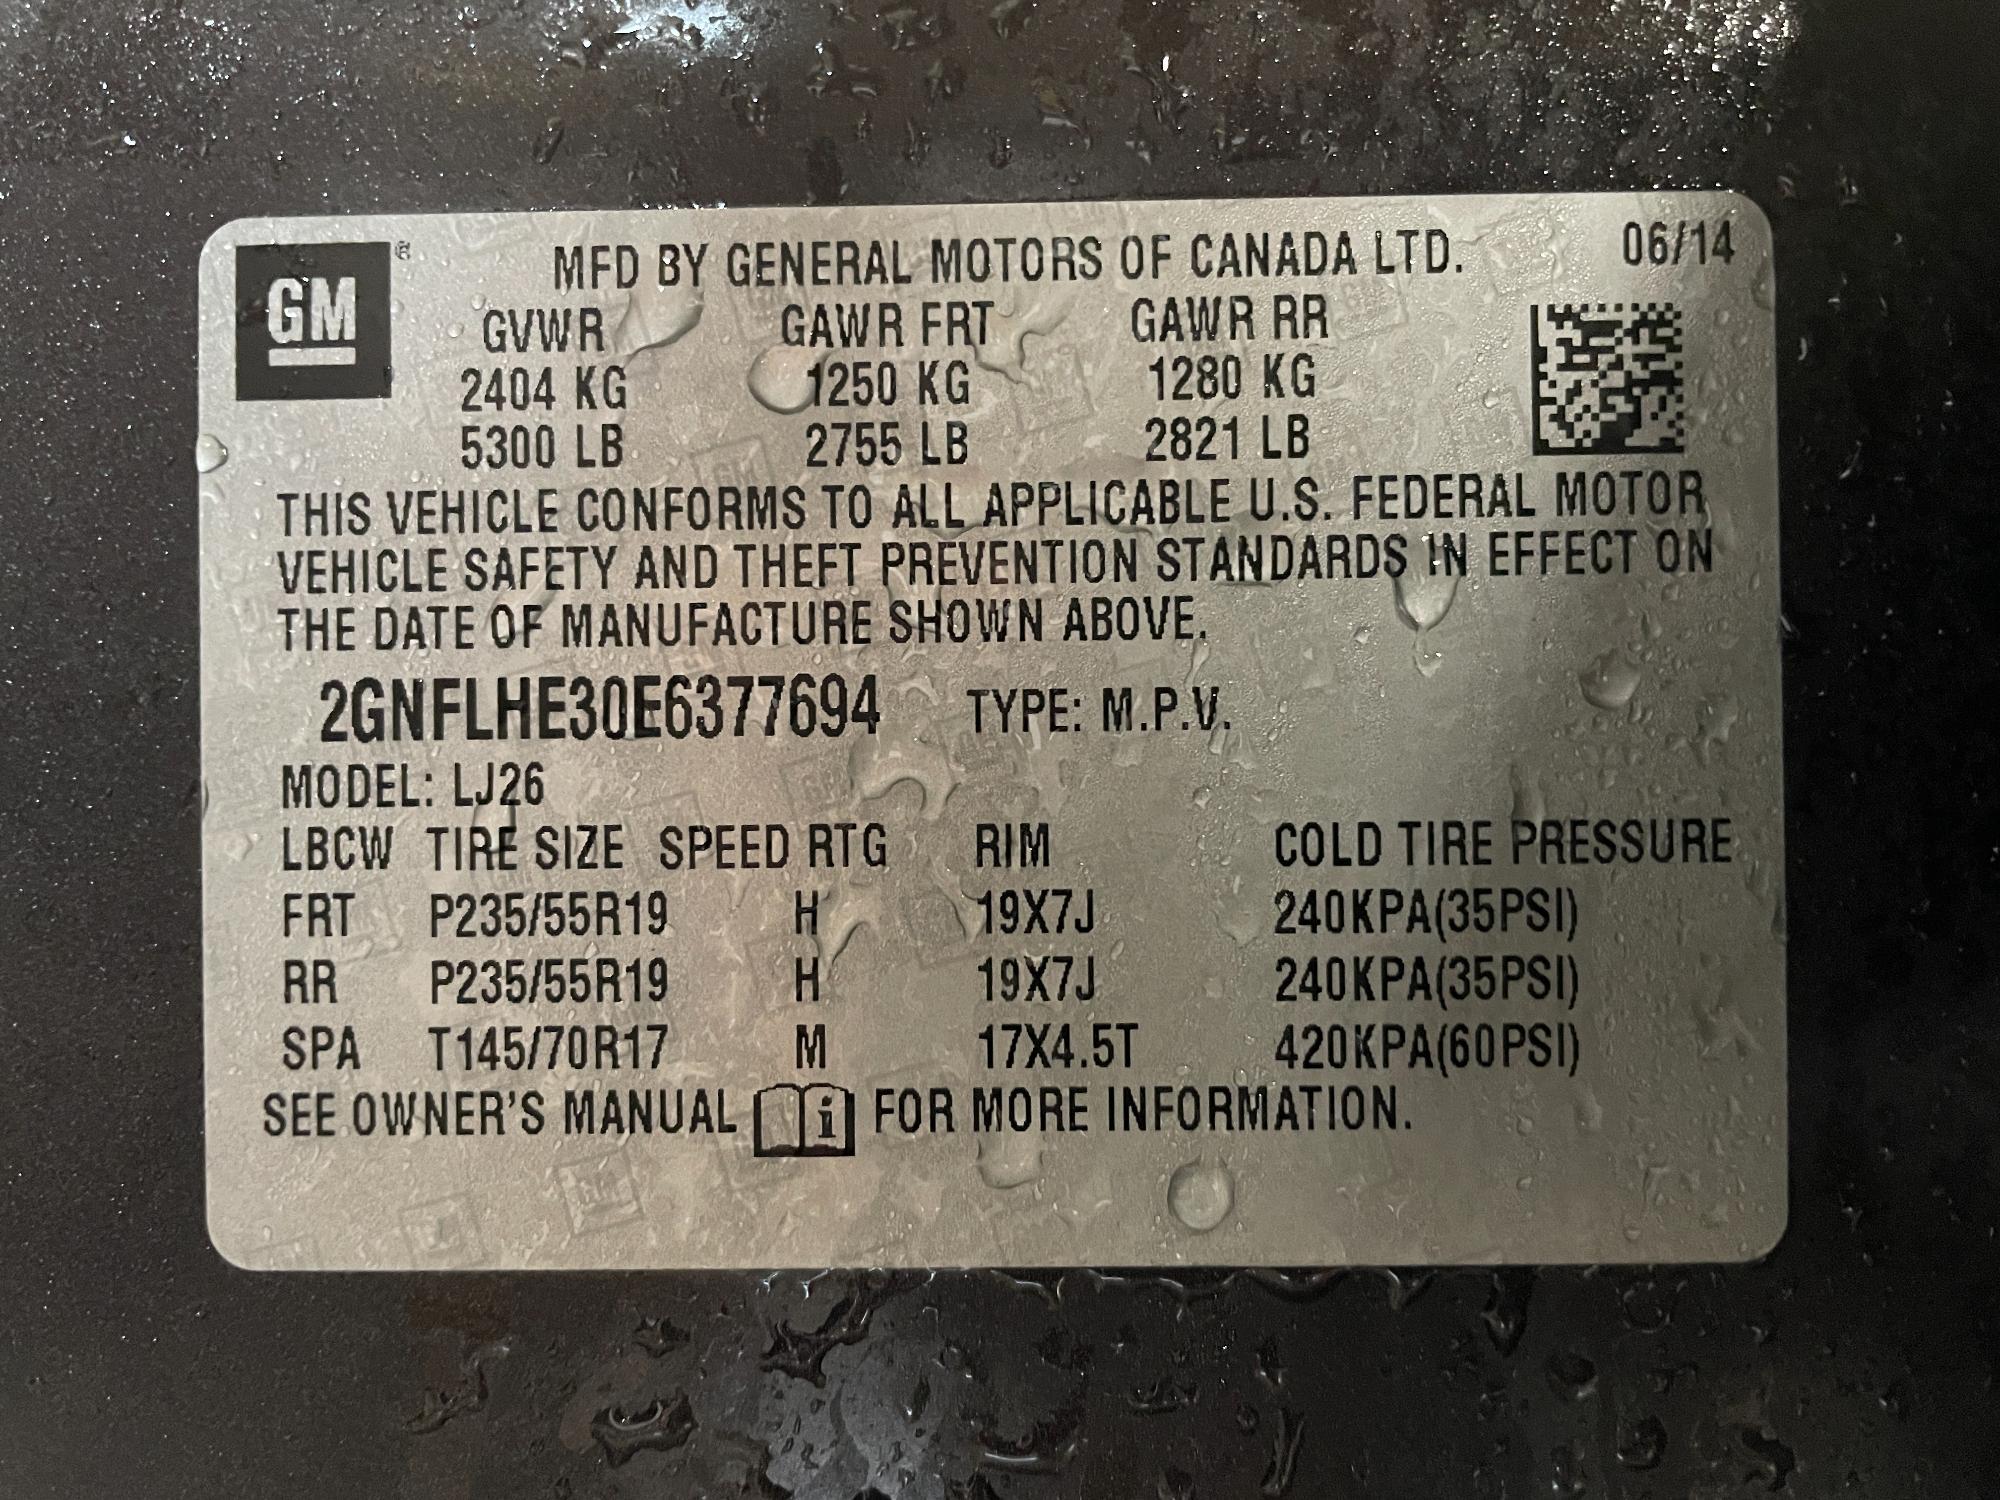 GM ® MFD BY GENERAL MOTORS OF CANADA LTD. 06/14
GVWR GAWR FRT GAWR RR
2404 KG 1250 KG 1280 KG
5300 LB 2755 LB 2821 LB
THIS VEHICLE CONFORMS TO ALL APPLICABLE U.S. FEDERAL MOTOR
VEHICLE SAFETY AND THEFT PREVENTION STANDARDS IN EFFECT ON
THE DATE OF MANUFACTURE SHOWN ABOVE.
2GNFLHE30E6377694 TYPE: M.P.V.
MODEL: LJ26
LBCW TIRE SIZE SPEED RTG RIM COLD TIRE PRESSURE
FRT P235/55R19 H 19X7J 240KPA(35PSI)
RR P235/55R19 H 19X7J 240KPA(35PSI)
SPA T145/70R17 M 17X4.5T 420KPA(60PSI)
SEE OWNER'S MANUAL i FOR MORE INFORMATION.